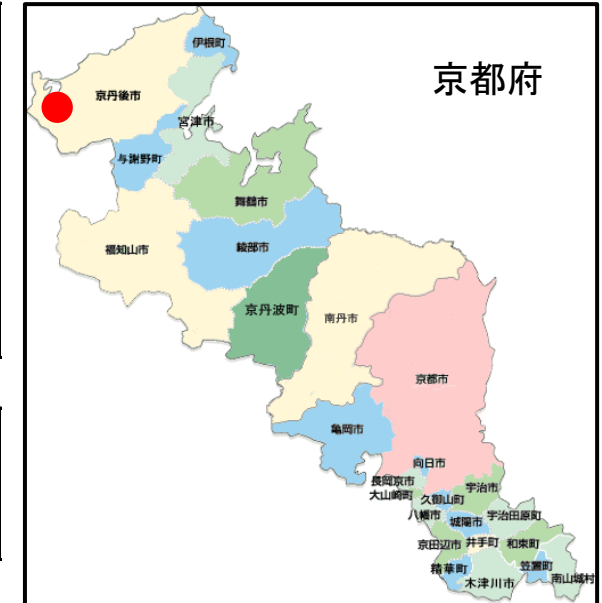 京都府
伊根町
京丹後市
宮津市
与謝野町
舞鶴市
福知山市
綾部市
京丹波町
南丹市
京都市
亀岡市
向日市
長岡京市
大山崎町
宇治市
久御山町
八幡市
宇治田原町
城陽市
京田辺市
井手町
和束町
精華町
笠置町
木津川市
南山城村